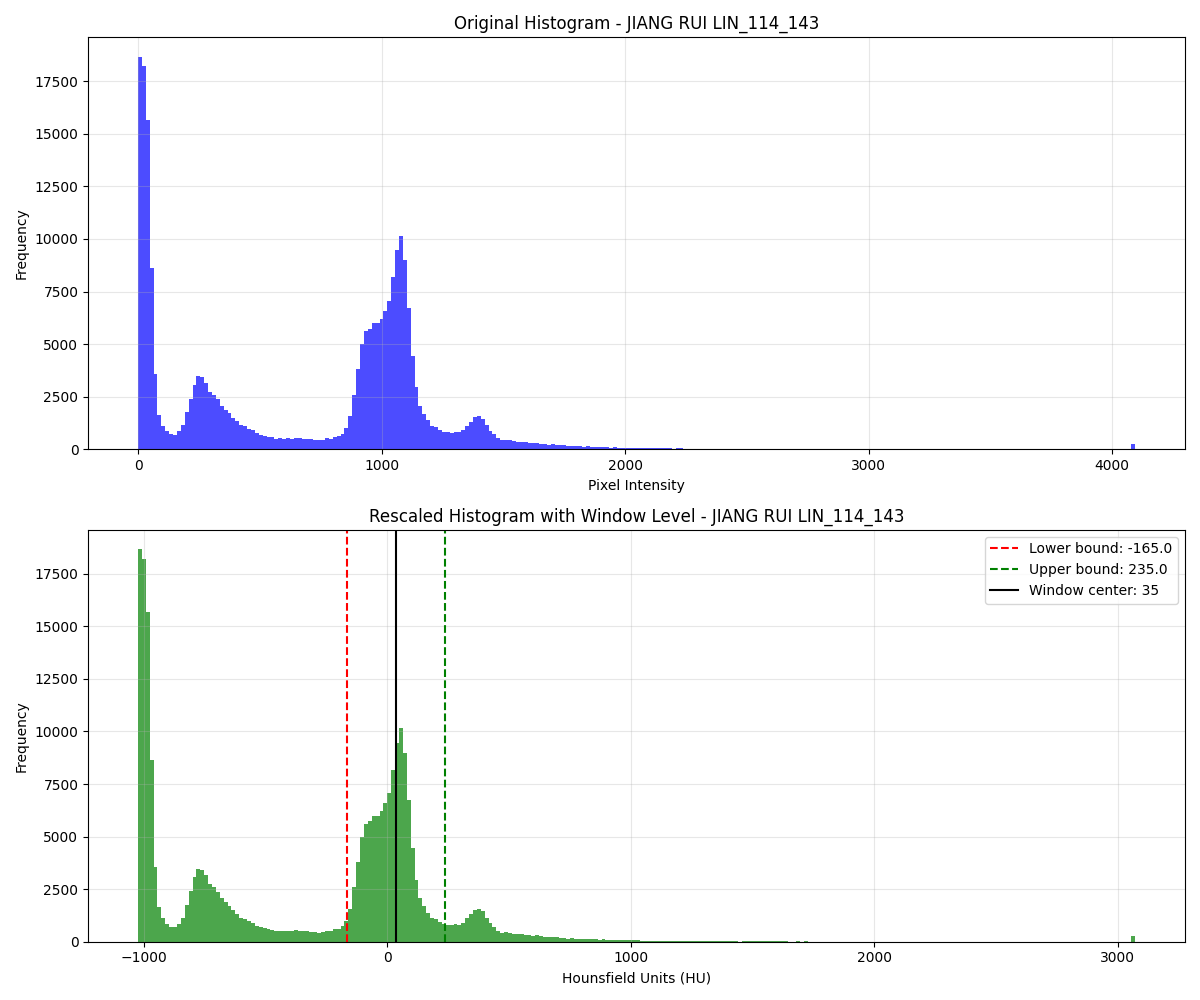 Original Histogram - JIANG RUI LIN_114_143
17500
15000
12500
10000
7500
5000
2500
0
Frequency
0 1000 2000 3000 4000
Pixel Intensity
Rescaled Histogram with Window Level - JIANG RUI LIN_114_143
Lower bound: -165.0
Upper bound: 235.0
Window center: 35
17500
15000
12500
10000
7500
5000
2500
0
Frequency
−1000 0 1000 2000 3000
Hounsfield Units (HU)